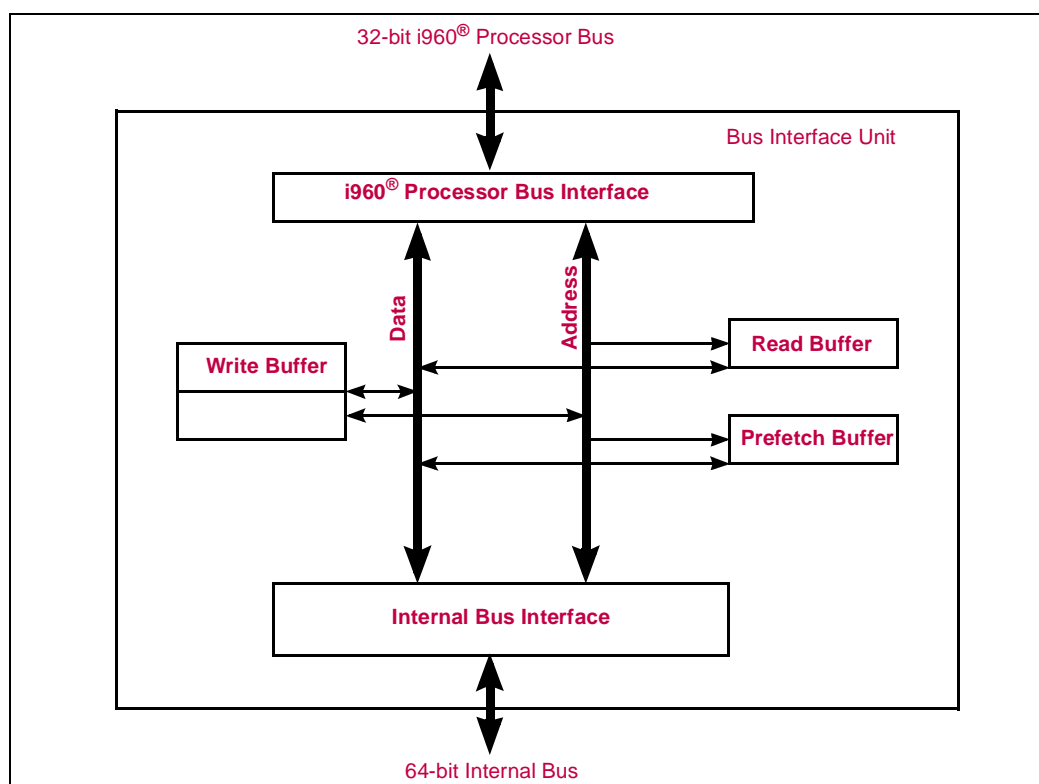 32-bit i960® Processor Bus
Bus Interface Unit
i960® Processor Bus Interface
Data
Address
Read Buffer
Write Buffer
Prefetch Buffer
Internal Bus Interface
64-bit Internal Bus